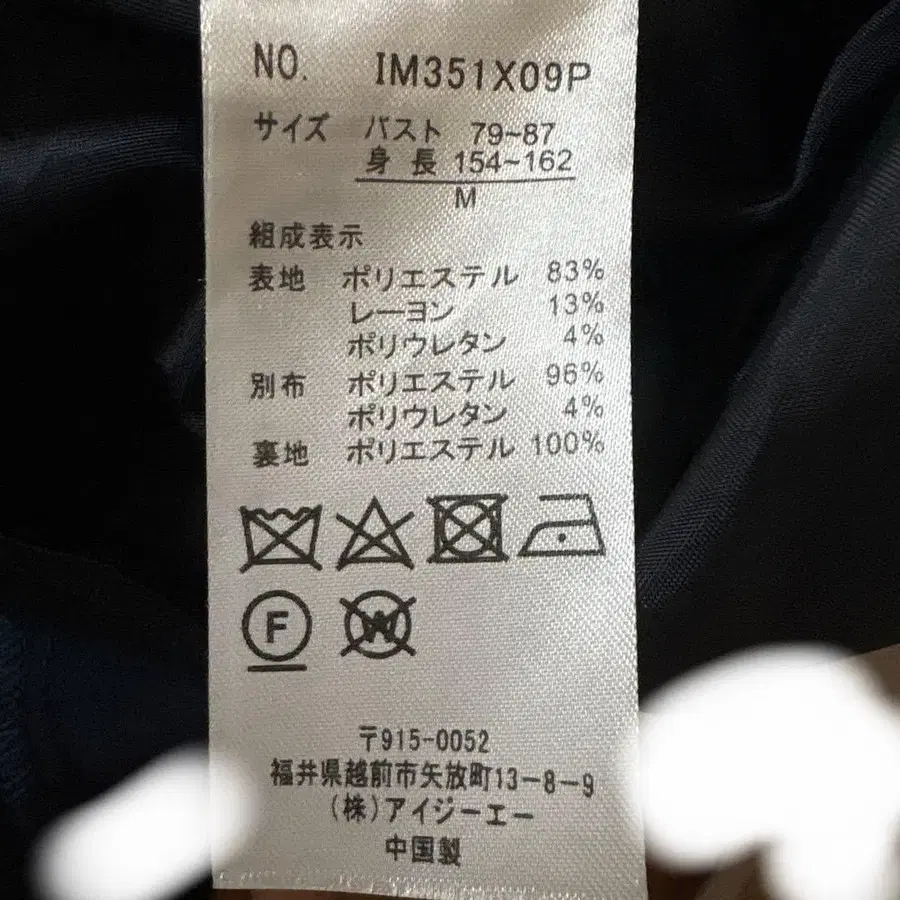 NO. IM351X09P
サイズ バスト 79~87
身長 154~162
M
組成表示
表地 ポリエステル 83%
レーヨン 13%
ポリウレタン 4%
別布 ポリエステル 96%
ポリウレタン 4%
裏地 ポリエステル 100%
F W
〒915-0052
福井県越前市矢放町13-8-9
(株)アイジーエー
中国製